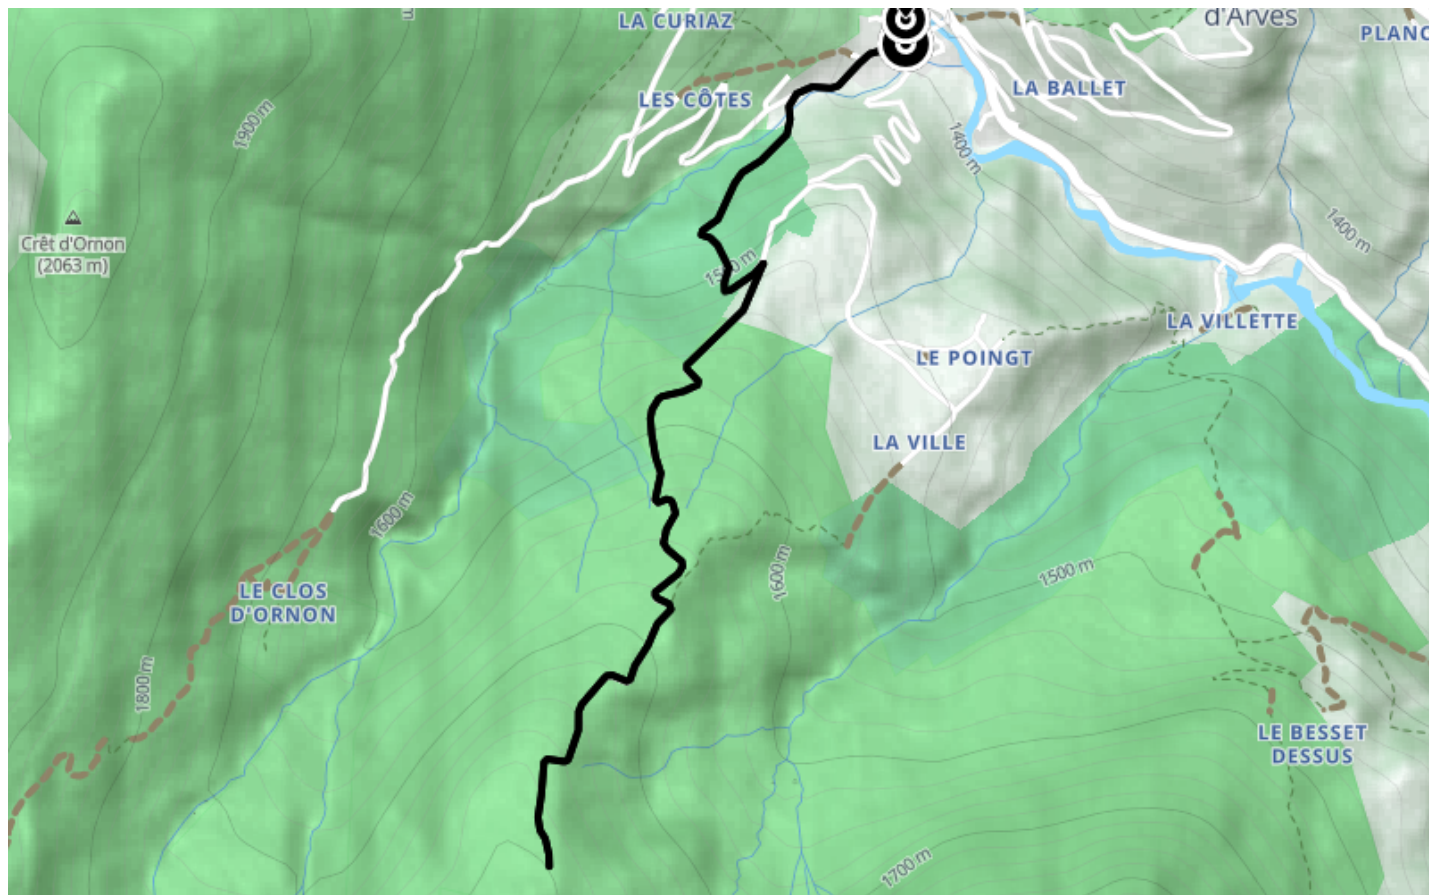 LA CURIAZ
d'Arves
PLANC
LA BALLET
LES CÔTES
1900 m
1400 m
Crêt d'Ornon
(2063 m)
1400 m
1500 m
LA VILLETTE
LE POINGT
LA VILLE
1600 m
1600 m
1500 m
LE CLOS
D'ORNON
1800 m
LE BESSET
DESSUS
1700 m